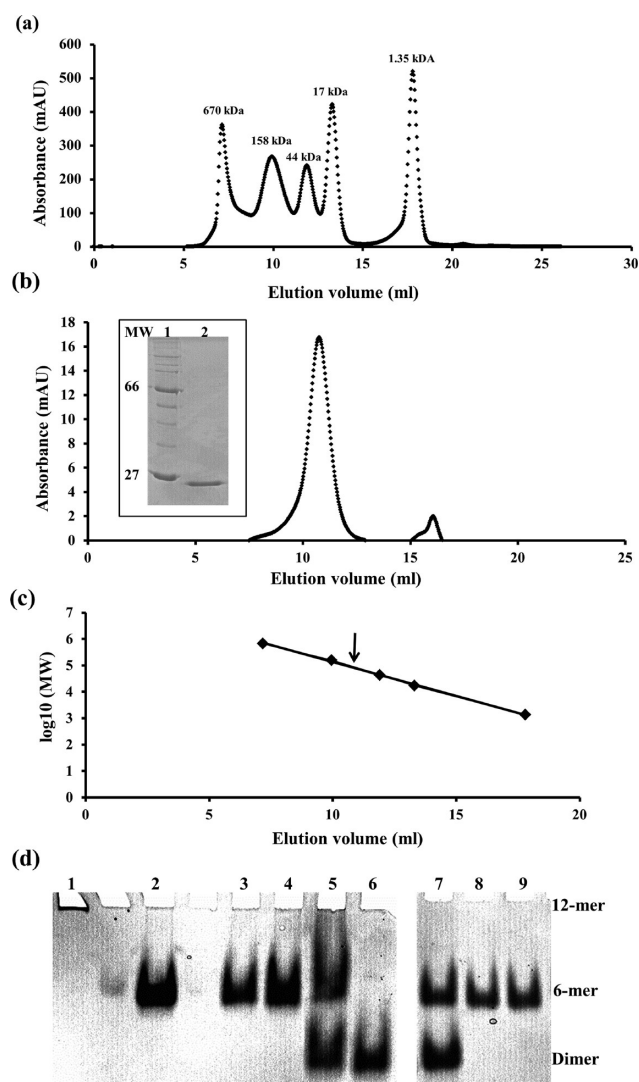 (a)
Absorbance (mAU)
600
500
400
300
200
100
0
670 kDa
158 kDa
44 kDa
17 kDa
1.35 kDA
0 5 10 15 20 25 30
Elution volume (ml)
(b)
Absorbance (mAU)
18
16
14
12
10
8
6
4
2
0
MW 1 2
66
27
0 5 10 15 20 25
Elution volume (ml)
(c)
log10 (MW)
7
6
5
4
3
2
1
0
0 5 10 15 20
Elution volume (ml)
(d)
1 2 3 4 5 6 7 8 9
12-mer
6-mer
Dimer